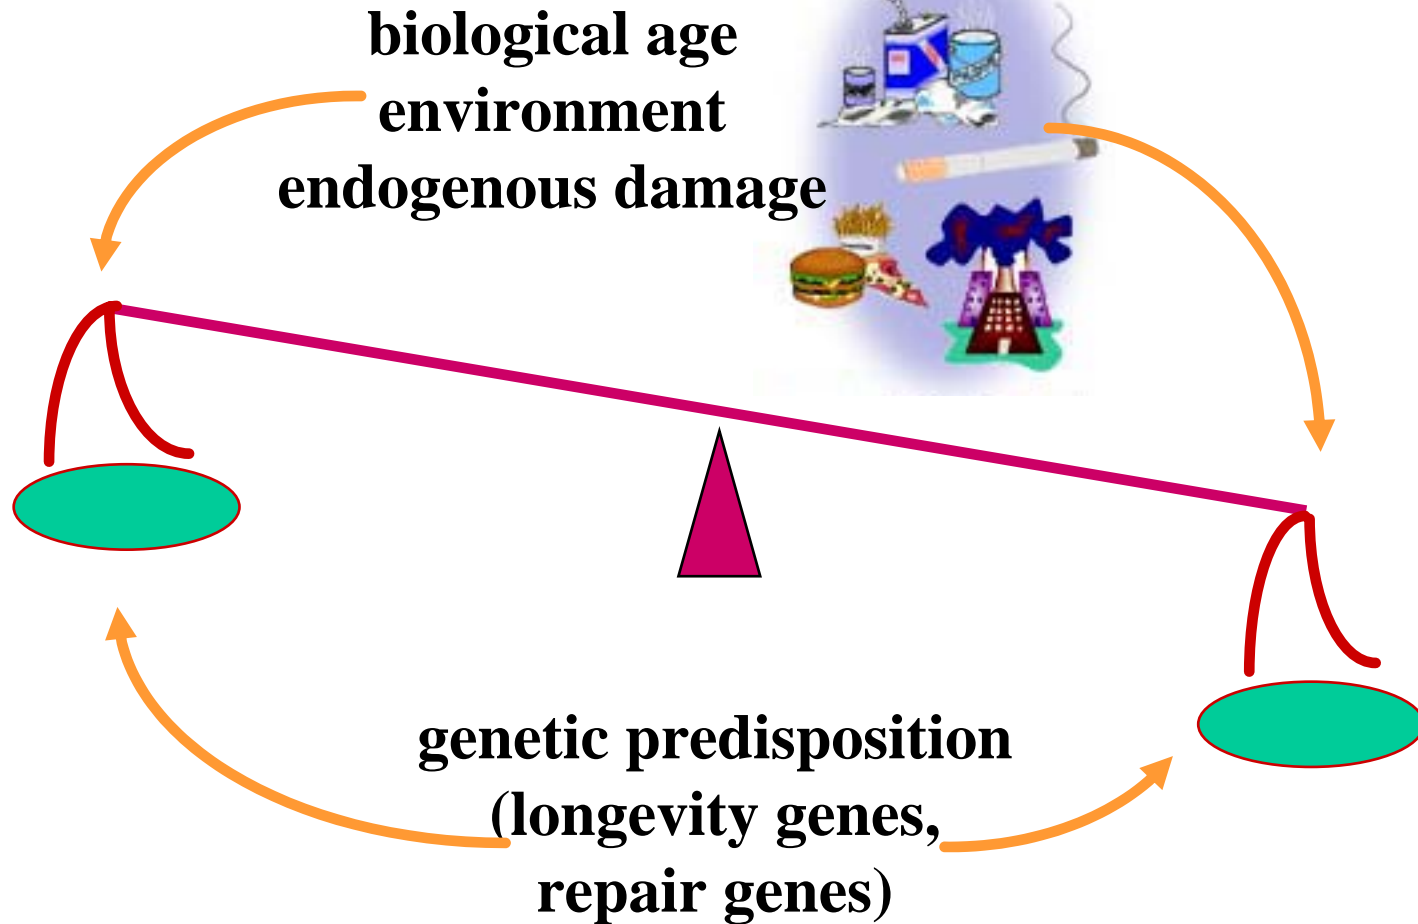 biological age
environment
endogenous damage
genetic predisposition
(longevity genes,
repair genes)